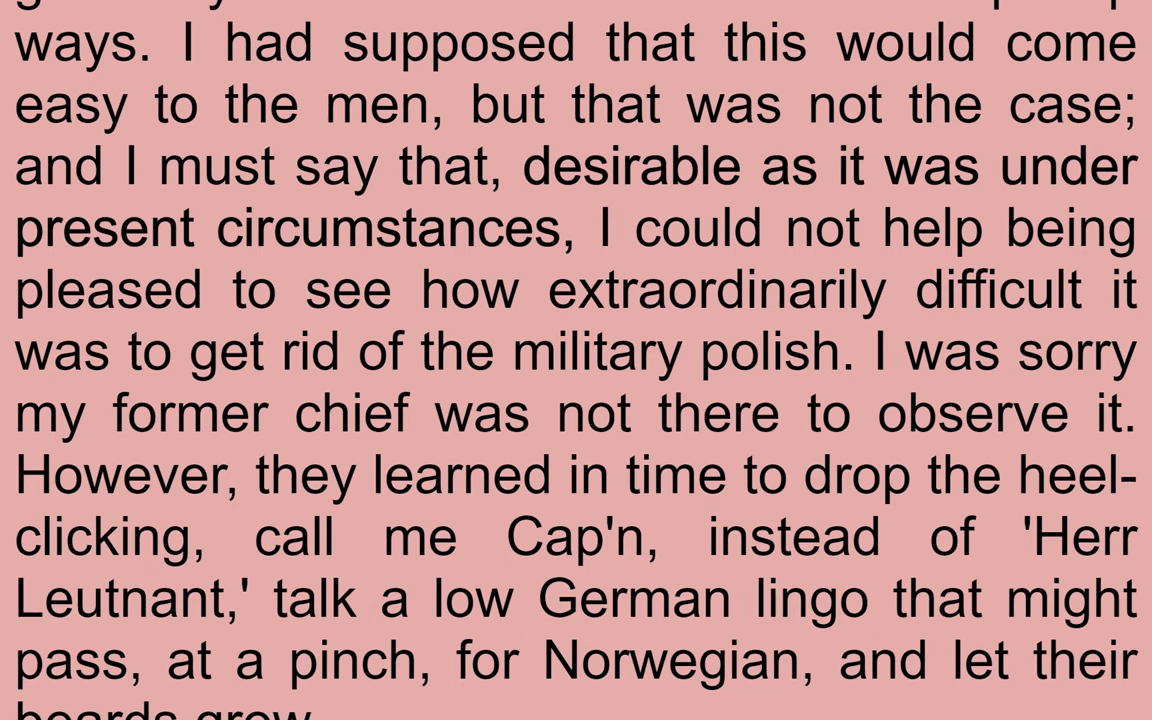 ways. I had supposed that this would come
easy to the men, but that was not the case;
and I must say that, desirable as it was under
present circumstances, I could not help being
pleased to see how extraordinarily difficult it
was to get rid of the military polish. I was sorry
my former chief was not there to observe it.
However, they learned in time to drop the heel-
clicking, call me Cap'n, instead of 'Herr
Leutnant,' talk a low German lingo that might
pass, at a pinch, for Norwegian, and let their
beards grow.